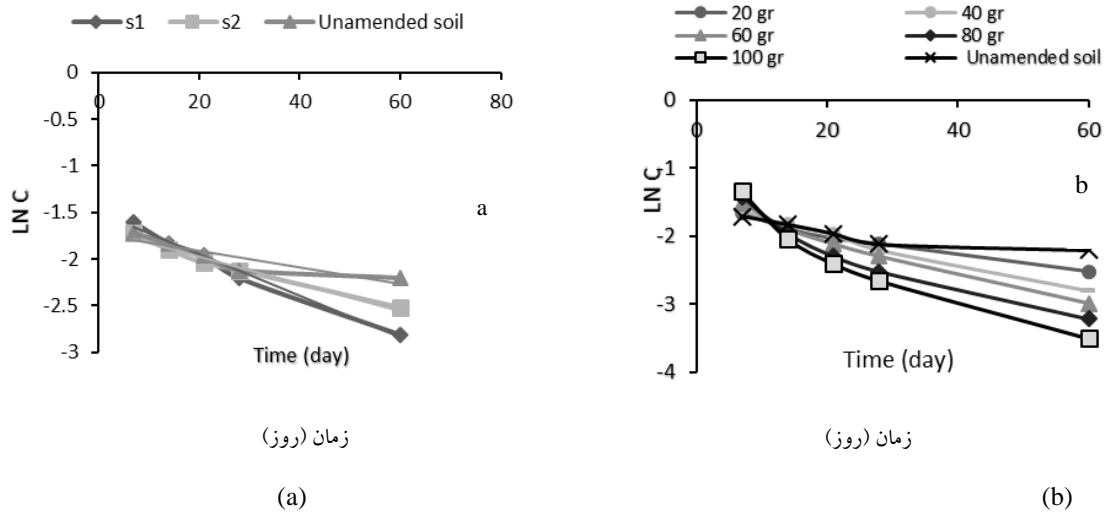 s1 s2 Unamended soil
0
0 20 40 60 80
-0.5
-1
-1.5
-2
-2.5
-3
LN C
a
Time (day)
زمان (روز)
(a)
20 gr 40 gr
60 gr 80 gr
100 gr Unamended soil
0
0 20 40 60
-1
-2
-3
-4
LN C
b
Time (day)
زمان (روز)
(b)